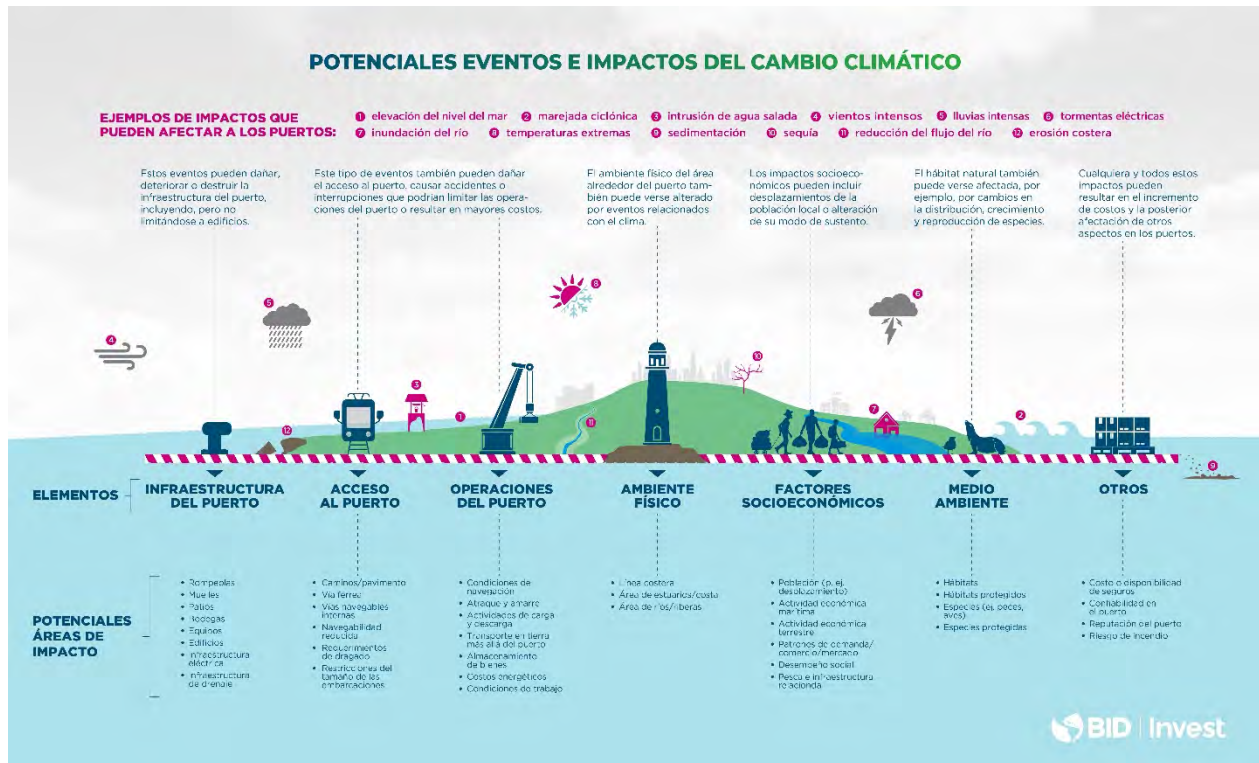 POTENCIALES EVENTOS E IMPACTOS DEL CAMBIO CLIMÁTICO
EJEMPLOS DE IMPACTOS QUE
PUEDEN AFECTAR A LOS PUERTOS:
1 elevación del nivel del mar 2 marejada ciclónica 3 intrusión de agua salada 4 vientos intensos 5 lluvias intensas 6 tormentas eléctricas
7 inundación del río 8 temperaturas extremas 9 sedimentación 10 sequía 11 reducción del flujo del río 12 erosión costera
Estos eventos pueden dañar,
deteriorar o destruir la
infraestructura del puerto,
incluyendo, pero no
limitándose a edificios.
Este tipo de eventos también pueden dañar
el acceso al puerto, causar accidentes o
interrupciones que podrían limitar las opera-
ciones del puerto o resultar en mayores costos.
El ambiente físico del área
alrededor del puerto tam-
bién puede verse alterado
por eventos relacionados
con el clima.
Los impactos socioeco-
nómicos pueden incluir
desplazamientos de la
población local o alteración
de su modo de sustento.
El hábitat natural también
puede verse afectada, por
ejemplo, por cambios en
la distribución, crecimiento
y reproducción de especies.
Cualquiera y todos estos
impactos pueden
resultar en el incremento
de costos y la posterior
afectación de otros
aspectos en los puertos.
4
5
8
6
3
10
1
12
11
7
2
9
ELEMENTOS
INFRAESTRUCTURA
DEL PUERTO
ACCESO
AL PUERTO
OPERACIONES
DEL PUERTO
AMBIENTE
FÍSICO
FACTORES
SOCIOECONÓMICOS
MEDIO
AMBIENTE
OTROS
POTENCIALES
ÁREAS DE
IMPACTO
• Rompeolas
• Muelles
• Patios
• Bodegas
• Equipos
• Edificios
• Infraestructura
eléctrica
• Infraestructura
de drenaje
• Caminos/pavimento
• Vía férrea
• Vías navegables
internas
• Navegabilidad
reducida
• Requerimientos
de dragado
• Restricciones del
tamaño de las
embarcaciones
• Condiciones de
navegación
• Atraque y amarre
• Actividades de carga
y descarga
• Transporte en tierra
más allá del puerto
• Almacenamiento
de bienes
• Costos energéticos
• Condiciones de trabajo
• Línea costera
• Área de estuarios/costa
• Área de ríos/riberas
• Población (p. ej.
desplazamiento)
• Actividad económica
marítima
• Actividad económica
terrestre
• Patrones de demanda/
comercio/mercado
• Desempeño social
• Pesca e infraestructura
relacionda
• Hábitats
• Hábitats protegidos
• Especies (ej. peces,
aves)
• Especies protegidas
• Costo o disponibilidad
de seguros
• Confiabilidad en
el puerto
• Reputación del puerto
• Riesgo de incendio
BID Invest